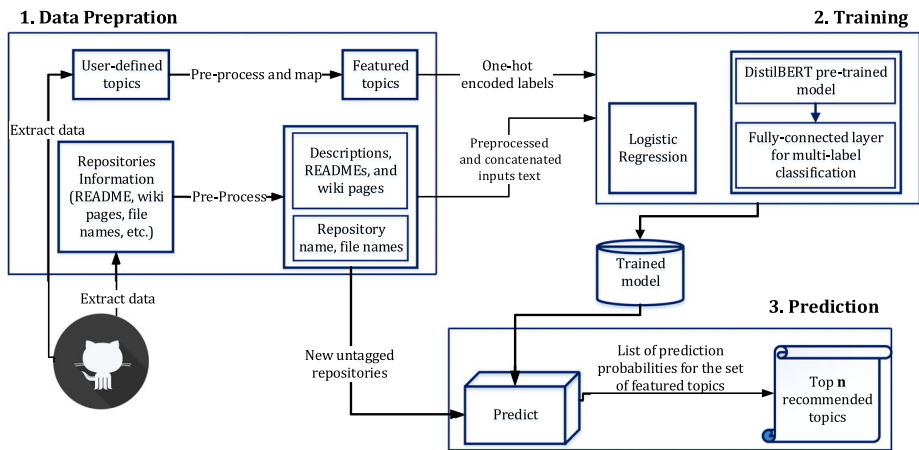 1. Data Prepration
User-defined
topics
Pre-process and map
Featured
topics
Extract data
Repositories
Information
(README, wiki
pages, file
names, etc.)
Pre-Process
Descriptions,
READMEs, and
wiki pages
Repository
name, file names
Extract data
One-hot
encoded labels
Preprocessed
and concatenated
inputs text
2. Training
Logistic
Regression
DistilBERT pre-trained
model
Fully-connected layer
for multi-label
classification
Trained
model
New untagged
repositories
3. Prediction
Predict
List of prediction
probabilities for the set
of featured topics
Top n
recommended
topics